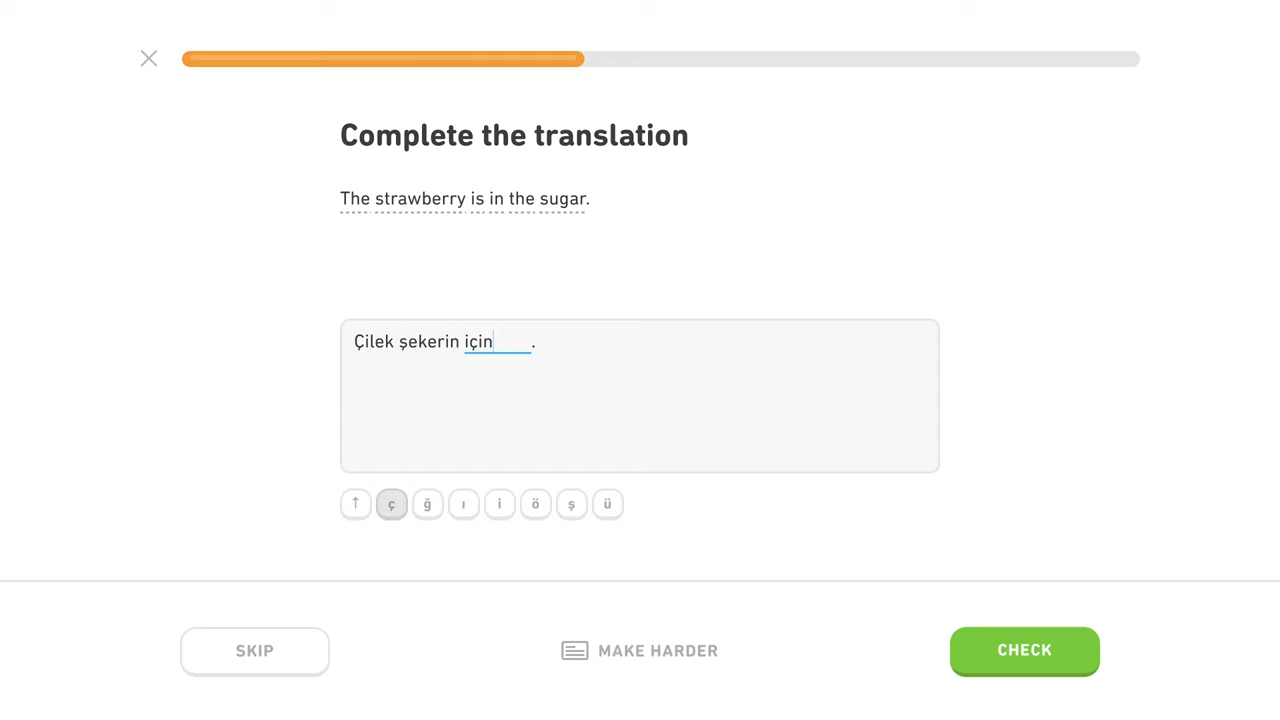 Complete the translation
The strawberry is in the sugar.
Çilek şekerin için .
↑ ç ğ ı i ö ş ü
SKIP
MAKE HARDER
CHECK